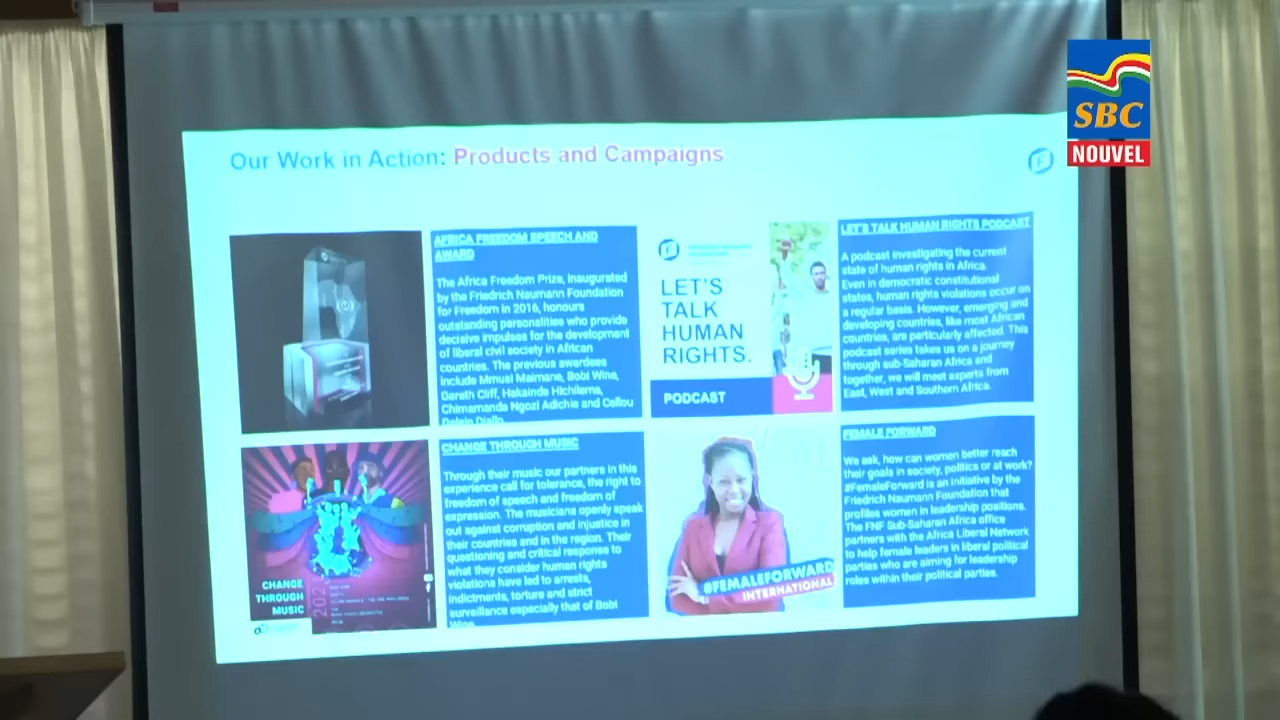 SBC
NOUVEL
Our Work in Action: Products and Campaigns
AFRICA FREEDOM SPEECH AND
AWARD
The Africa Freedom Prize, inaugurated
by the Friedrich Naumann Foundation
for Freedom in 2016, honours
outstanding personalities who provide
decisive impulses for the development
of liberal civil society in African
countries. The previous awardees
include Mmusi Maimane, Bobi Wine,
Gareth Cliff, Hakainde Hichilema,
Chimamanda Ngozi Adichie and Cellou
Dalein Diallo.
LET'S
TALK
HUMAN
RIGHTS.
PODCAST
LET'S TALK HUMAN RIGHTS PODCAST
A podcast investigating the current
state of human rights in Africa.
Even in democratic constitutional
states, human rights violations occur on
a regular basis. However, emerging and
developing countries, like most African
countries, are particularly affected. This
podcast series takes us on a journey
through sub-Saharan Africa and
together, we will meet experts from
East, West and Southern Africa.
CHANGE
THROUGH
MUSIC
CHANGE THROUGH MUSIC
Through their music our partners in this
experience call for tolerance, the right to
freedom of speech and freedom of
expression. The musicians openly speak
out against corruption and injustice in
their countries and in the region. Their
questioning and critical response to
what they consider human rights
violations have led to arrests,
indictments, torture and strict
surveillance especially that of Bobi
Wine.
#FEMALEFORWARD
INTERNATIONAL
FEMALE FORWARD
We ask, how can women better reach
their goals in society, politics or at work?
#FemaleForward is an initiative by the
Friedrich Naumann Foundation that
profiles women in leadership positions.
The FNF Sub-Saharan Africa office
partners with the Africa Liberal Network
to help female leaders in liberal political
parties who are aiming for leadership
roles within their political parties.